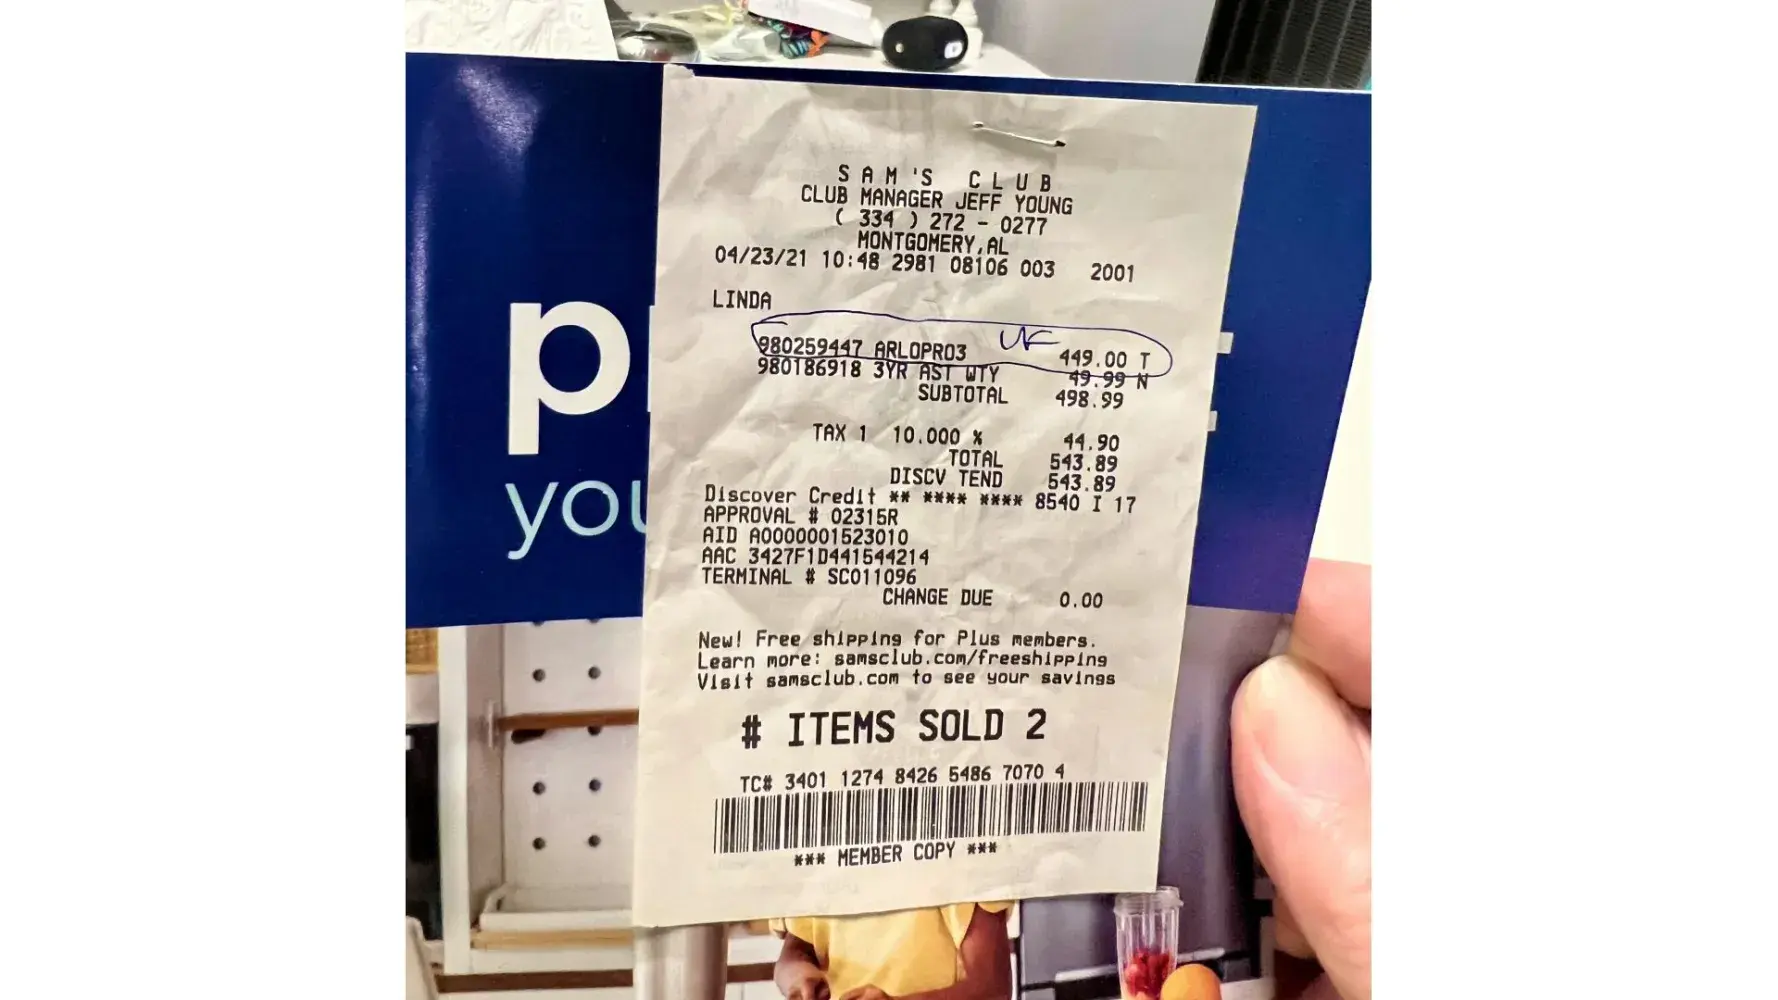 S A M 'S C L U B
CLUB MANAGER JEFF YOUNG
( 334 ) 272 - 0277
MONTGOMERY,AL
04/23/21 10:48 2981 08106 003 2001
LINDA
980259447 ARLOPRO3 449.00 T
980186918 3YR AST WTY 49.99 N
SUBTOTAL 498.99
TAX 1 10.000 % 44.90
TOTAL 543.89
DISCV TEND 543.89
Discover Credit ** **** **** 8540 I 17
APPROVAL # 02315R
AID A0000001523010
AAC 3427F1D441544214
TERMINAL # SC011096
CHANGE DUE 0.00
New! Free shipping for Plus members.
Learn more: samsclub.com/freeshipping
Visit samsclub.com to see your savings
# ITEMS SOLD 2
TC# 3401 1274 8426 5486 7070 4
*** MEMBER COPY ***
you